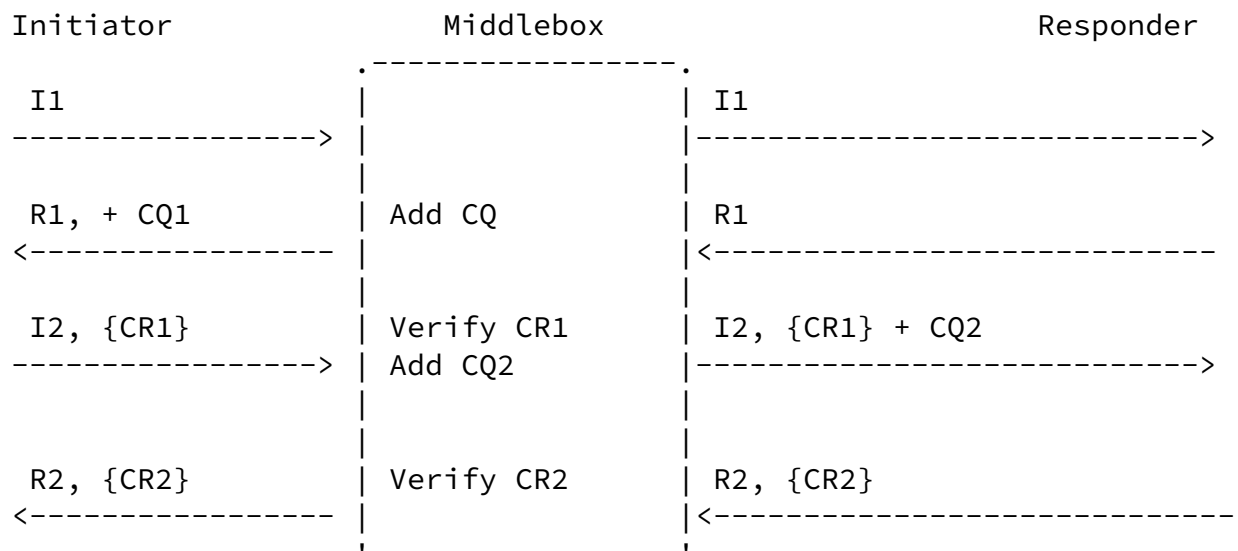 Initiator Middlebox Responder
I1 I1
R1, + CQ1 Add CQ R1
I2, {CR1} Verify CR1 I2, {CR1} + CQ2
Add CQ2
R2, {CR2} Verify CR2 R2, {CR2}